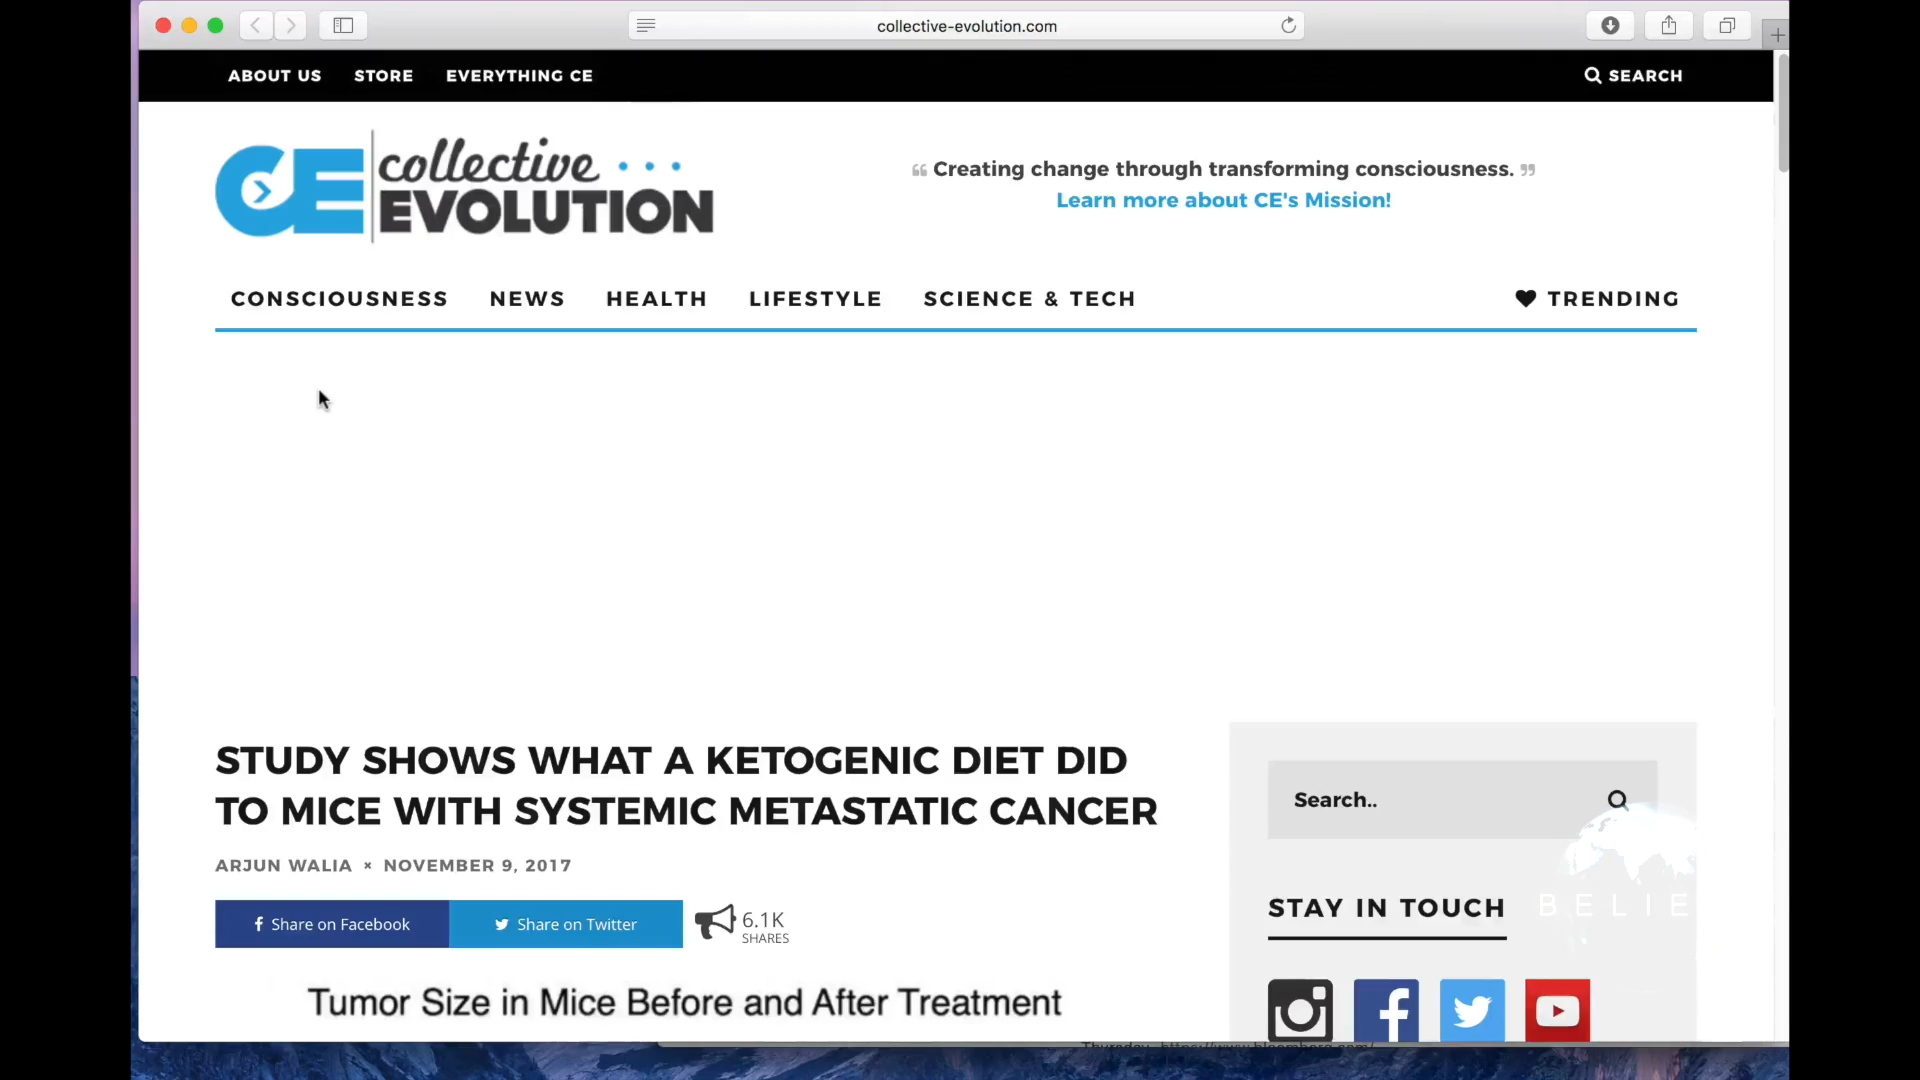 collective-evolution.com
ABOUT US STORE EVERYTHING CE SEARCH
CE collective
EVOLUTION
“ Creating change through transforming consciousness. ”
Learn more about CE's Mission!
CONSCIOUSNESS NEWS HEALTH LIFESTYLE SCIENCE & TECH TRENDING
STUDY SHOWS WHAT A KETOGENIC DIET DID
TO MICE WITH SYSTEMIC METASTATIC CANCER
ARJUN WALIA × NOVEMBER 9, 2017
Share on Facebook Share on Twitter 6.1K
SHARES
Tumor Size in Mice Before and After Treatment
Search..
STAY IN TOUCH
BELIE